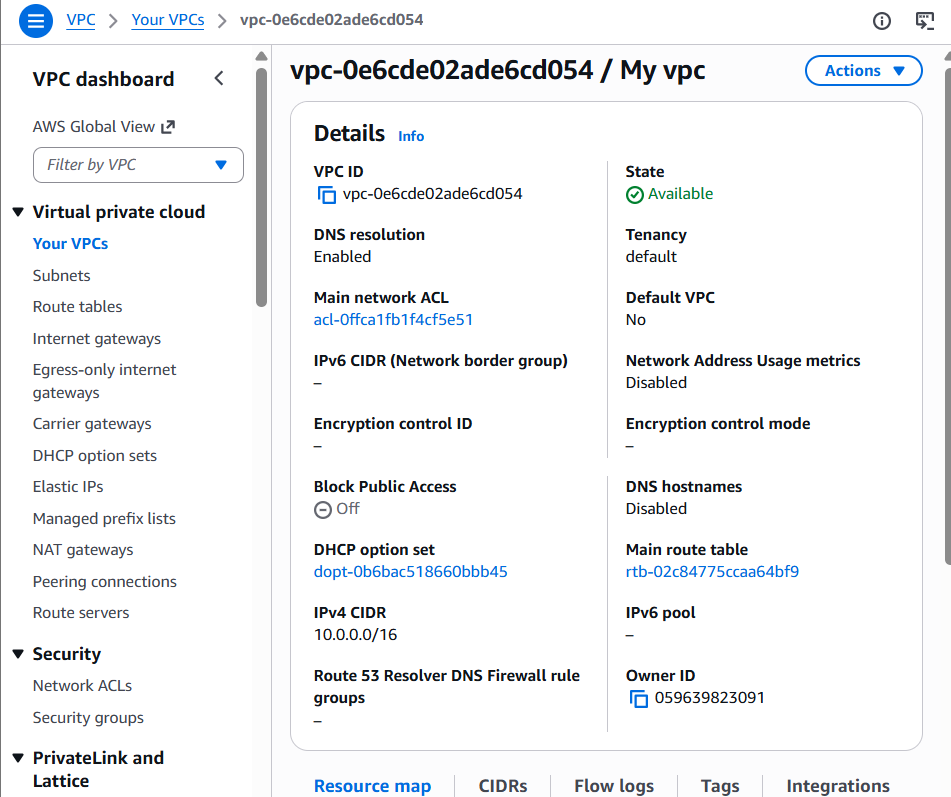 VPC > Your VPCs > vpc-0e6cde02ade6cd054
VPC dashboard
AWS Global View
Filter by VPC
Virtual private cloud
Your VPCs
Subnets
Route tables
Internet gateways
Egress-only internet
gateways
Carrier gateways
DHCP option sets
Elastic IPs
Managed prefix lists
NAT gateways
Peering connections
Route servers
Security
Network ACLs
Security groups
PrivateLink and
Lattice
vpc-0e6cde02ade6cd054 / My vpc
Actions
Details Info
VPC ID
vpc-0e6cde02ade6cd054
State
Available
DNS resolution
Enabled
Tenancy
default
Main network ACL
acl-0ffca1fb1f4cf5e51
Default VPC
No
IPv6 CIDR (Network border group)
–
Network Address Usage metrics
Disabled
Encryption control ID
–
Encryption control mode
–
Block Public Access
Off
DNS hostnames
Disabled
DHCP option set
dopt-0b6bac518660bbb45
Main route table
rtb-02c84775ccaa64bf9
IPv4 CIDR
10.0.0.0/16
IPv6 pool
–
Route 53 Resolver DNS Firewall rule
groups
–
Owner ID
059639823091
Resource map
CIDRs
Flow logs
Tags
Integrations